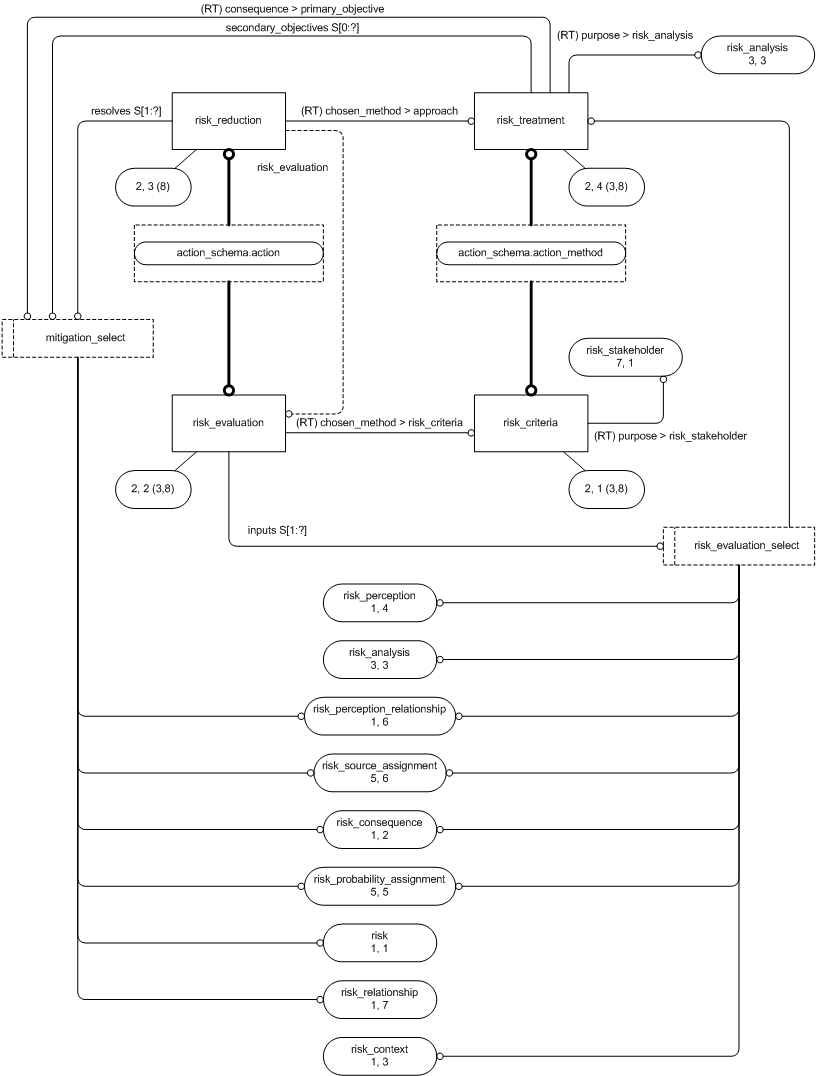 (RT) consequence > primary_objective
secondary_objectives S[0:?]
(RT) purpose > risk_analysis
risk_analysis
3, 3
resolves S[1:?]
risk_reduction
(RT) chosen_method > approach
risk_treatment
risk_evaluation
2, 3 (8)
2, 4 (3,8)
action_schema.action
action_schema.action_method
mitigation_select
risk_stakeholder
7, 1
risk_evaluation
(RT) chosen_method > risk_criteria
risk_criteria
(RT) purpose > risk_stakeholder
2, 2 (3,8)
2, 1 (3,8)
inputs S[1:?]
risk_evaluation_select
risk_perception
1, 4
risk_analysis
3, 3
risk_perception_relationship
1, 6
risk_source_assignment
5, 6
risk_consequence
1, 2
risk_probability_assignment
5, 5
risk
1, 1
risk_relationship
1, 7
risk_context
1, 3